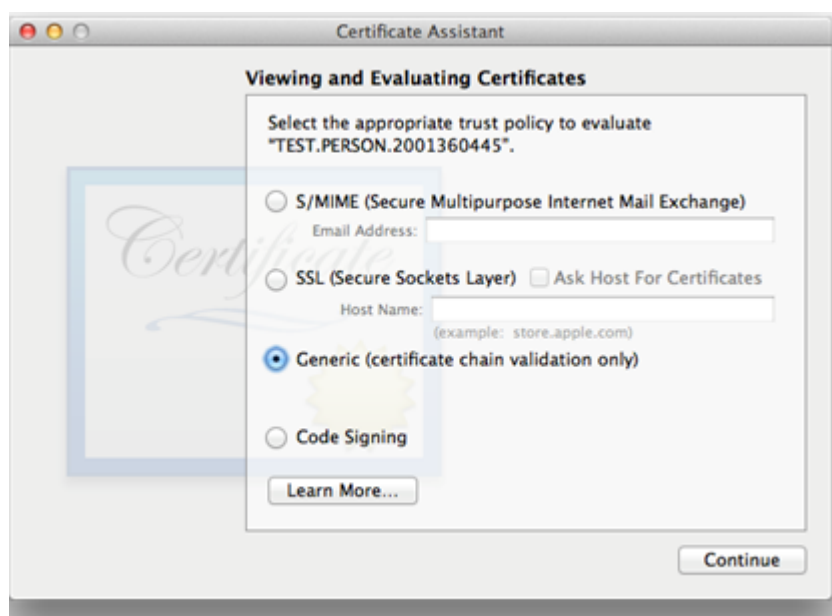 Certificate Assistant
Viewing and Evaluating Certificates
Select the appropriate trust policy to evaluate
"TEST.PERSON.2001360445".
Certificate
S/MIME (Secure Multipurpose Internet Mail Exchange)
Email Address:
SSL (Secure Sockets Layer) Ask Host For Certificates
Host Name:
(example: store.apple.com)
Generic (certificate chain validation only)
Code Signing
Learn More...
Continue